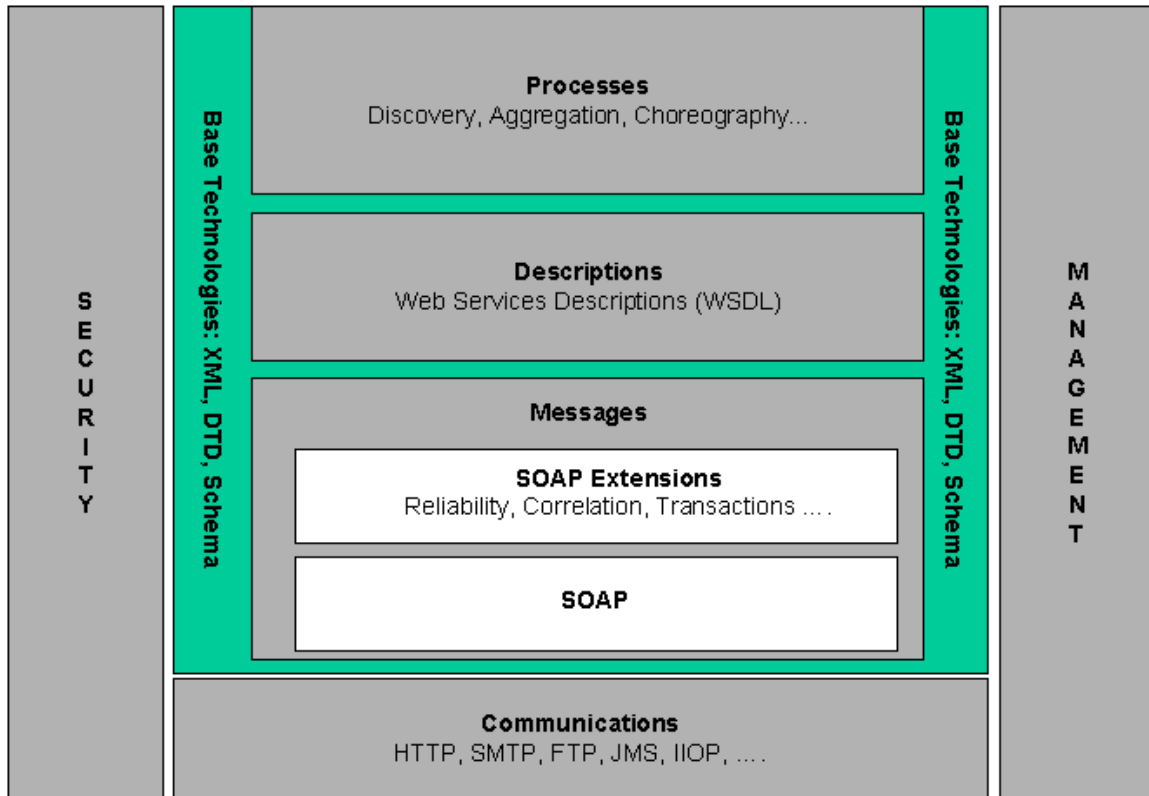 SECURITY
Base Technologies: XML, DTD, Schema
Processes
Discovery, Aggregation, Choreography...
Descriptions
Web Services Descriptions (WSDL)
Messages
SOAP Extensions
Reliability, Correlation, Transactions ....
SOAP
Communications
HTTP, SMTP, FTP, JMS, IIOP, ....
Base Technologies: XML, DTD, Schema
MANAGEMENT